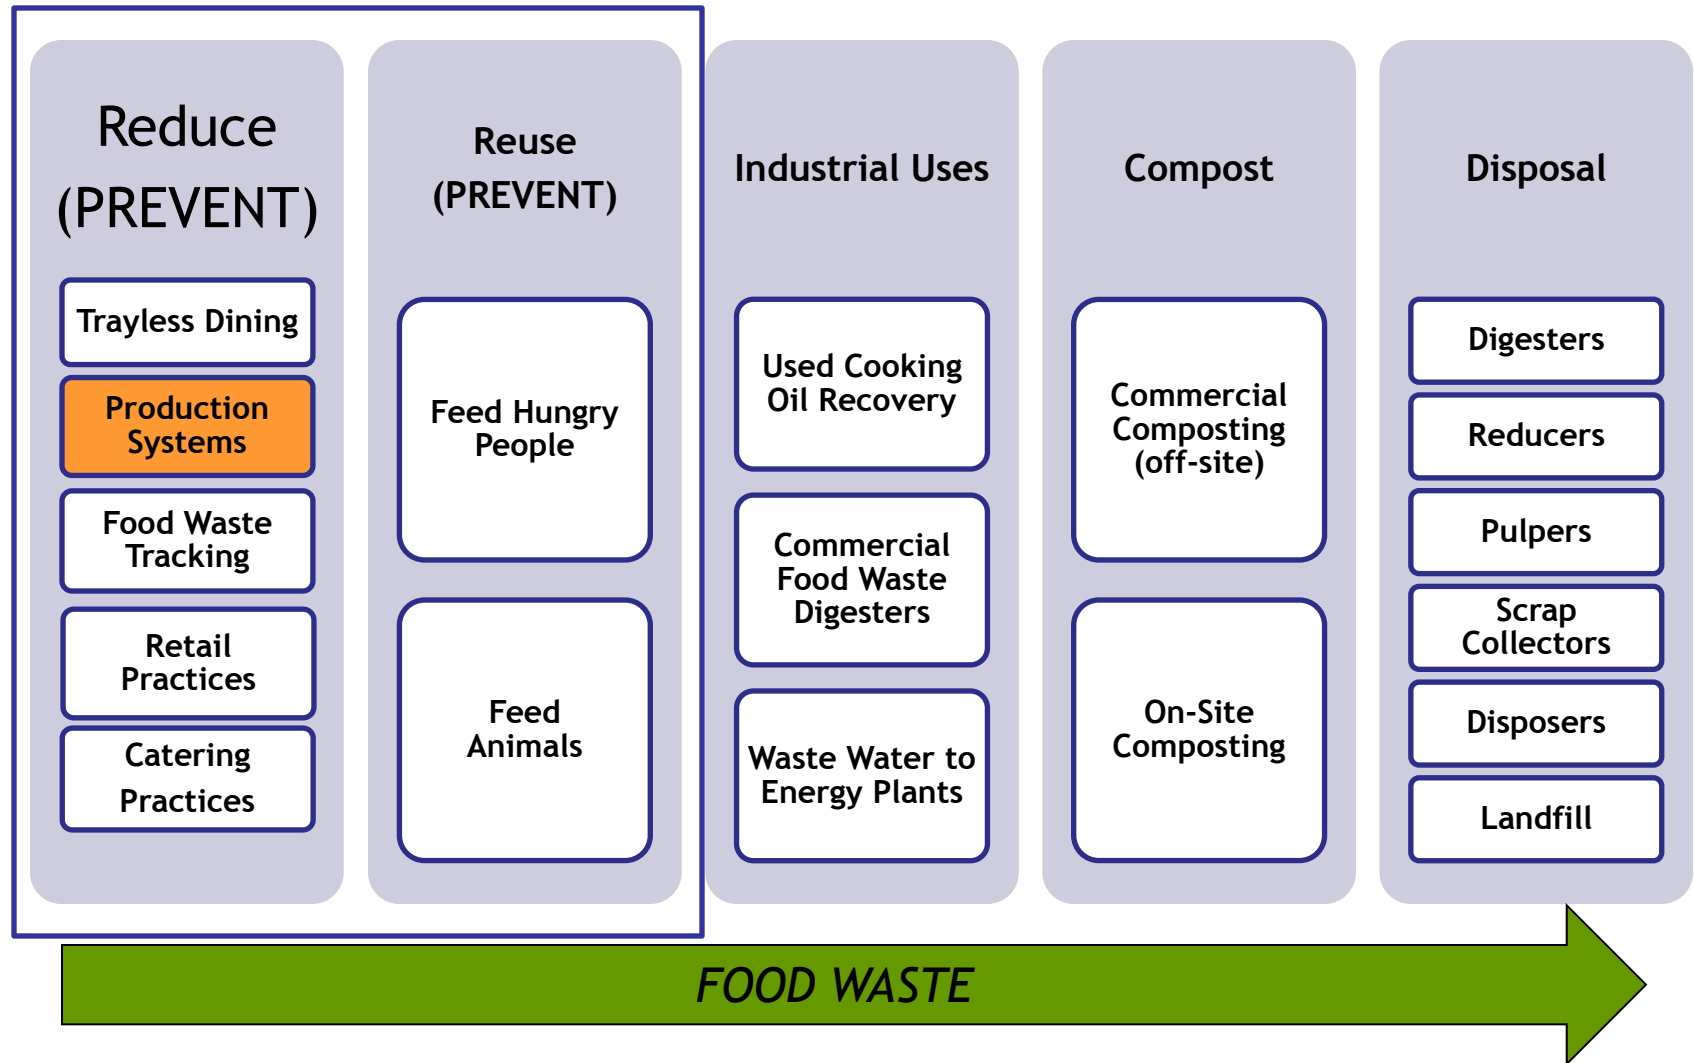 Reduce
(PREVENT)
Trayless Dining
Production
Systems
Food Waste
Tracking
Retail
Practices
Catering
Practices
Reuse
(PREVENT)
Feed Hungry
People
Feed
Animals
Industrial Uses
Used Cooking
Oil Recovery
Commercial
Food Waste
Digesters
Waste Water to
Energy Plants
Compost
Commercial
Composting
(off-site)
On-Site
Composting
Disposal
Digesters
Reducers
Pulpers
Scrap
Collectors
Disposers
Landfill
FOOD WASTE